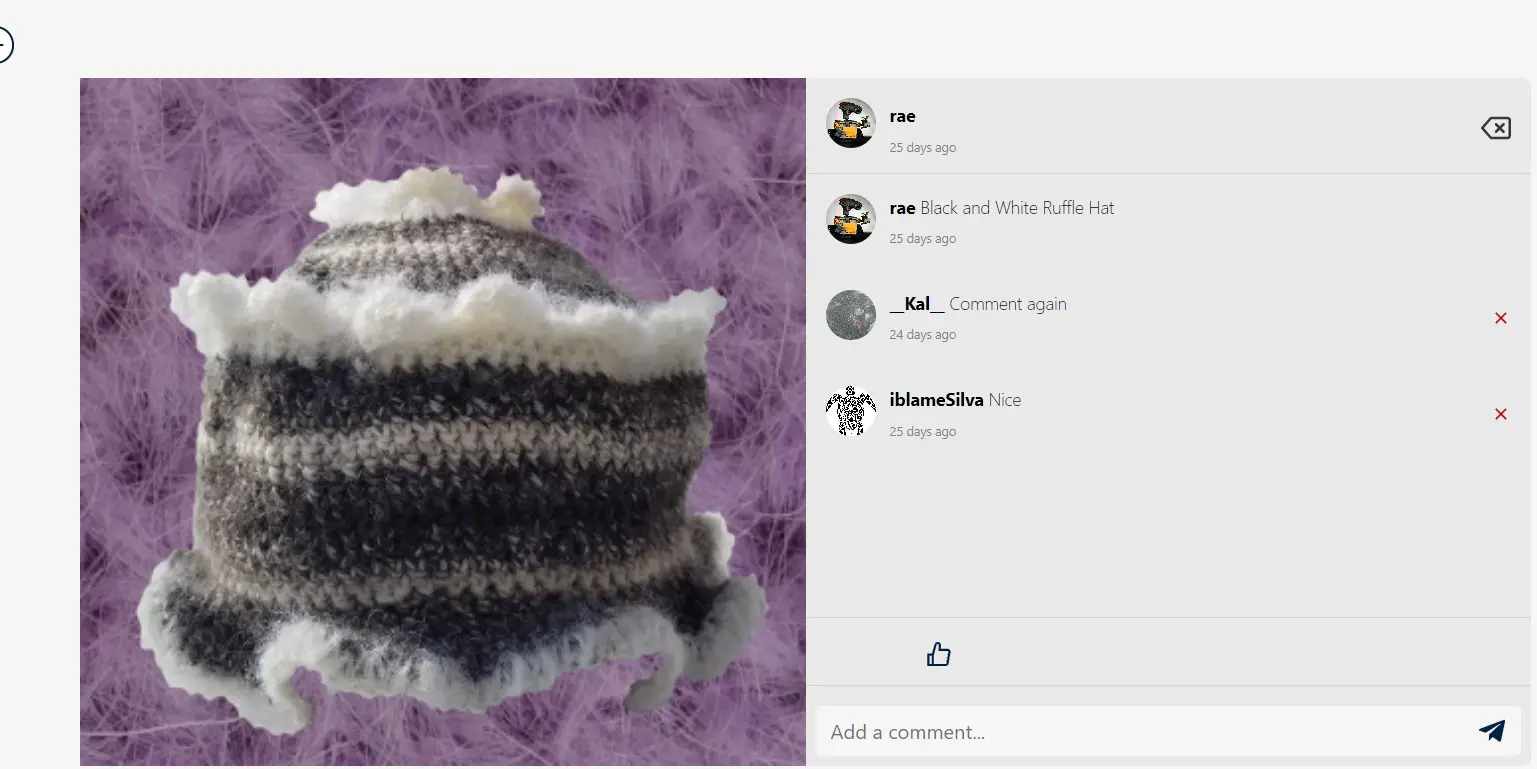 rae
25 days ago
rae Black and White Ruffle Hat
25 days ago
__Kal__ Comment again
24 days ago
iblameSilva Nice
25 days ago
Add a comment...